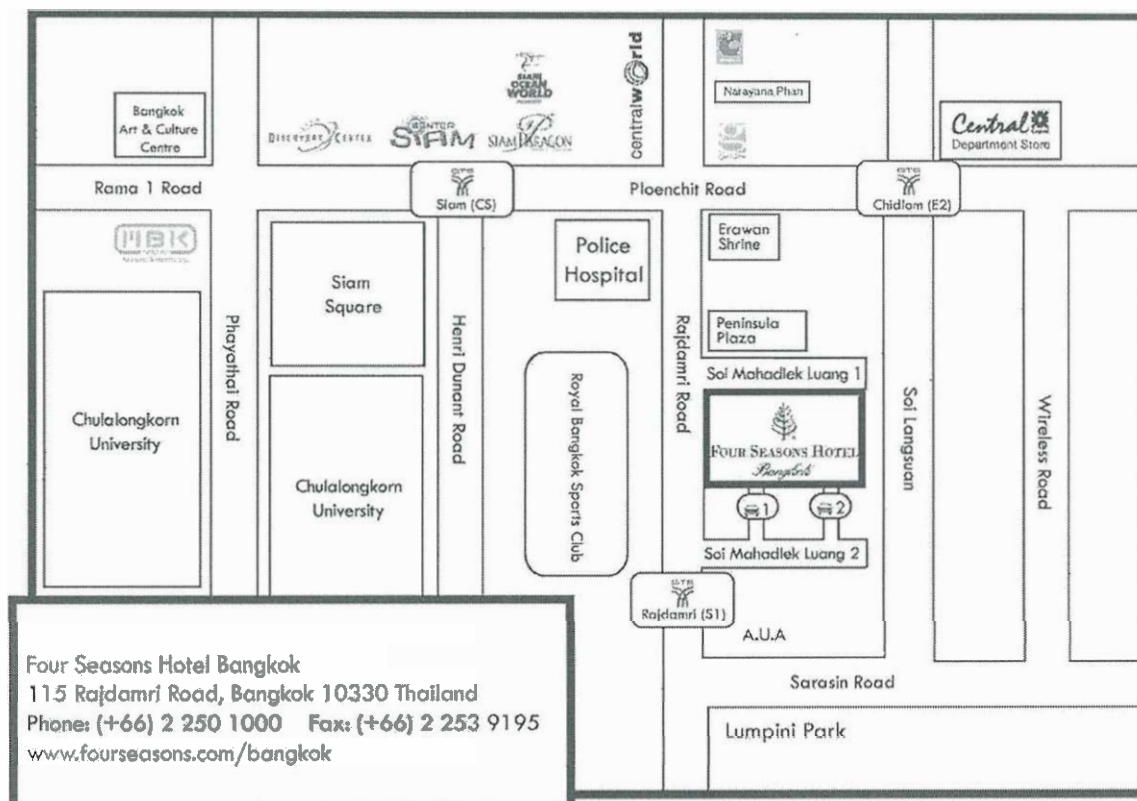 Bangkok
Art & Culture
Centre
DISCOVERY CENTER
CENTER
SIAM
SIAM
OCEAN
WORLD
SIAM PARAGON
centralworld
Narayana Phan
Central
Department Store
Rama 1 Road
BTS
Siam (CS)
Ploenchit Road
BTS
Chidlom (E2)
MBK
Siam
Square
Police
Hospital
Erawan
Shrine
Peninsula
Plaza
Phayathai Road
Henri Dunant Road
Royal Bangkok Sports Club
Rajdamri Road
Soi Mahadlek Luang 1
Soi Langsuan
Wireless Road
Chulalongkorn
University
Chulalongkorn
University
FOUR SEASONS HOTEL
Bangkok
1
2
Soi Mahadlek Luang 2
BTS
Rajdamri (S1)
A.U.A
Sarasin Road
Lumpini Park
Four Seasons Hotel Bangkok
115 Rajdamri Road, Bangkok 10330 Thailand
Phone: (+66) 2 250 1000 Fax: (+66) 2 253 9195
www.fourseasons.com/bangkok